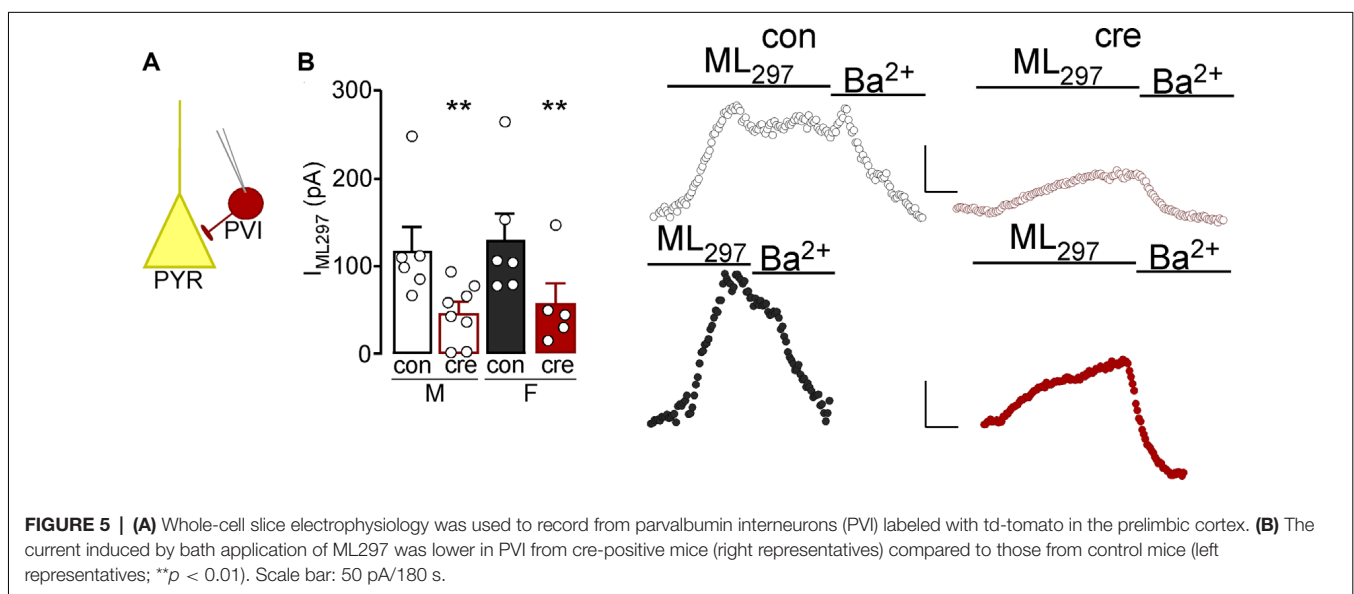 A
PVI
PYR
B
I_ML297 (pA)
300
200
100
0
** **
con cre con cre
M F
con cre
ML297 Ba2+ ML297 Ba2+
ML297 Ba2+ ML297 Ba2+
FIGURE 5 | (A) Whole-cell slice electrophysiology was used to record from parvalbumin interneurons (PVI) labeled with td-tomato in the prelimbic cortex. (B) The
current induced by bath application of ML297 was lower in PVI from cre-positive mice (right representatives) compared to those from control mice (left
representatives; **p < 0.01). Scale bar: 50 pA/180 s.